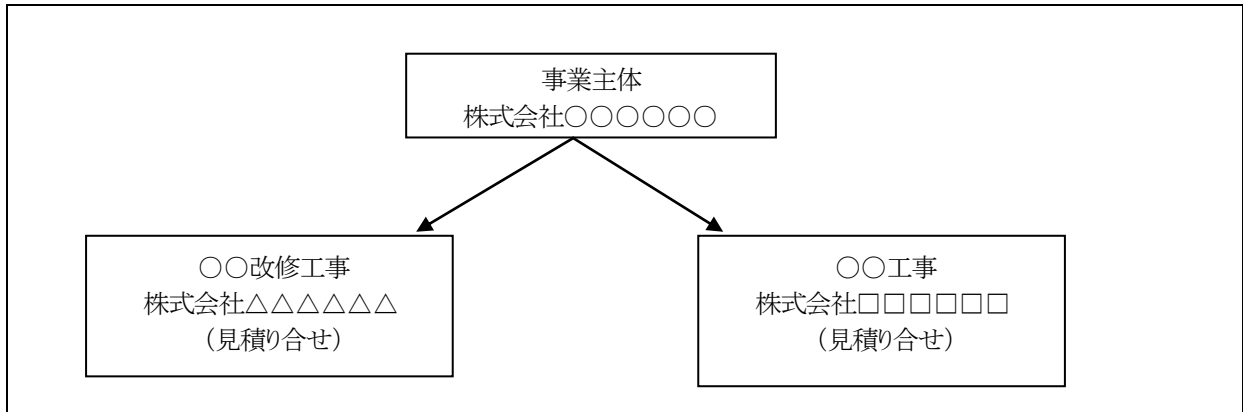 事業主体
株式会社○○○○○○
○○改修工事
株式会社△△△△△△
（見積り合せ）
○○工事
株式会社□□□□□□
（見積り合せ）